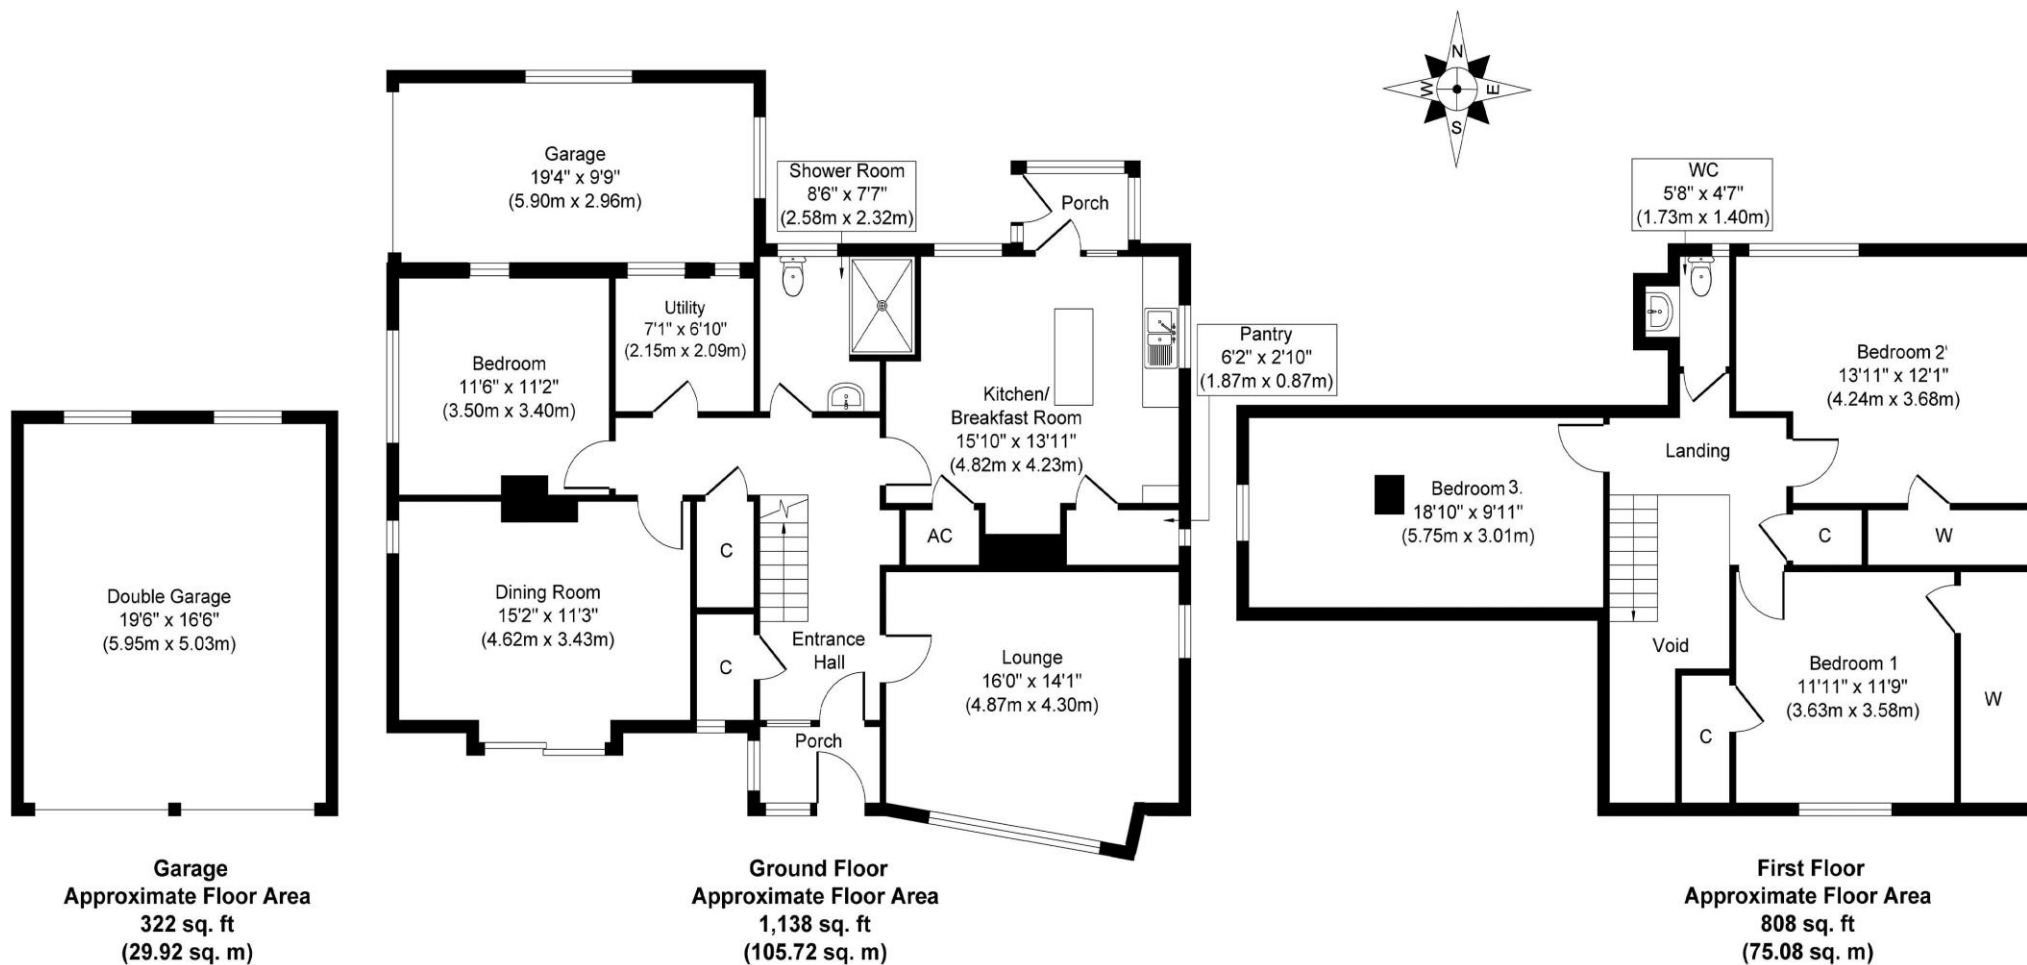 N
W
E
S
Garage
19'4" x 9'9"
(5.90m x 2.96m)
Shower Room
8'6" x 7'7"
(2.58m x 2.32m)
Porch
Utility
7'1" x 6'10"
(2.15m x 2.09m)
Bedroom
11'6" x 11'2"
(3.50m x 3.40m)
Kitchen/
Breakfast Room
15'10" x 13'11"
(4.82m x 4.23m)
Pantry
6'2" x 2'10"
(1.87m x 0.87m)
AC
C
Dining Room
15'2" x 11'3"
(4.62m x 3.43m)
C
Entrance
Hall
Lounge
16'0" x 14'1"
(4.87m x 4.30m)
Porch
Double Garage
19'6" x 16'6"
(5.95m x 5.03m)
WC
5'8" x 4'7"
(1.73m x 1.40m)
Bedroom 2'
13'11" x 12'1"
(4.24m x 3.68m)
Landing
Bedroom 3.
18'10" x 9'11"
(5.75m x 3.01m)
C
W
Void
Bedroom 1
11'11" x 11'9"
(3.63m x 3.58m)
W
C
Garage
Approximate Floor Area
322 sq. ft
(29.92 sq. m)
Ground Floor
Approximate Floor Area
1,138 sq. ft
(105.72 sq. m)
First Floor
Approximate Floor Area
808 sq. ft
(75.08 sq. m)